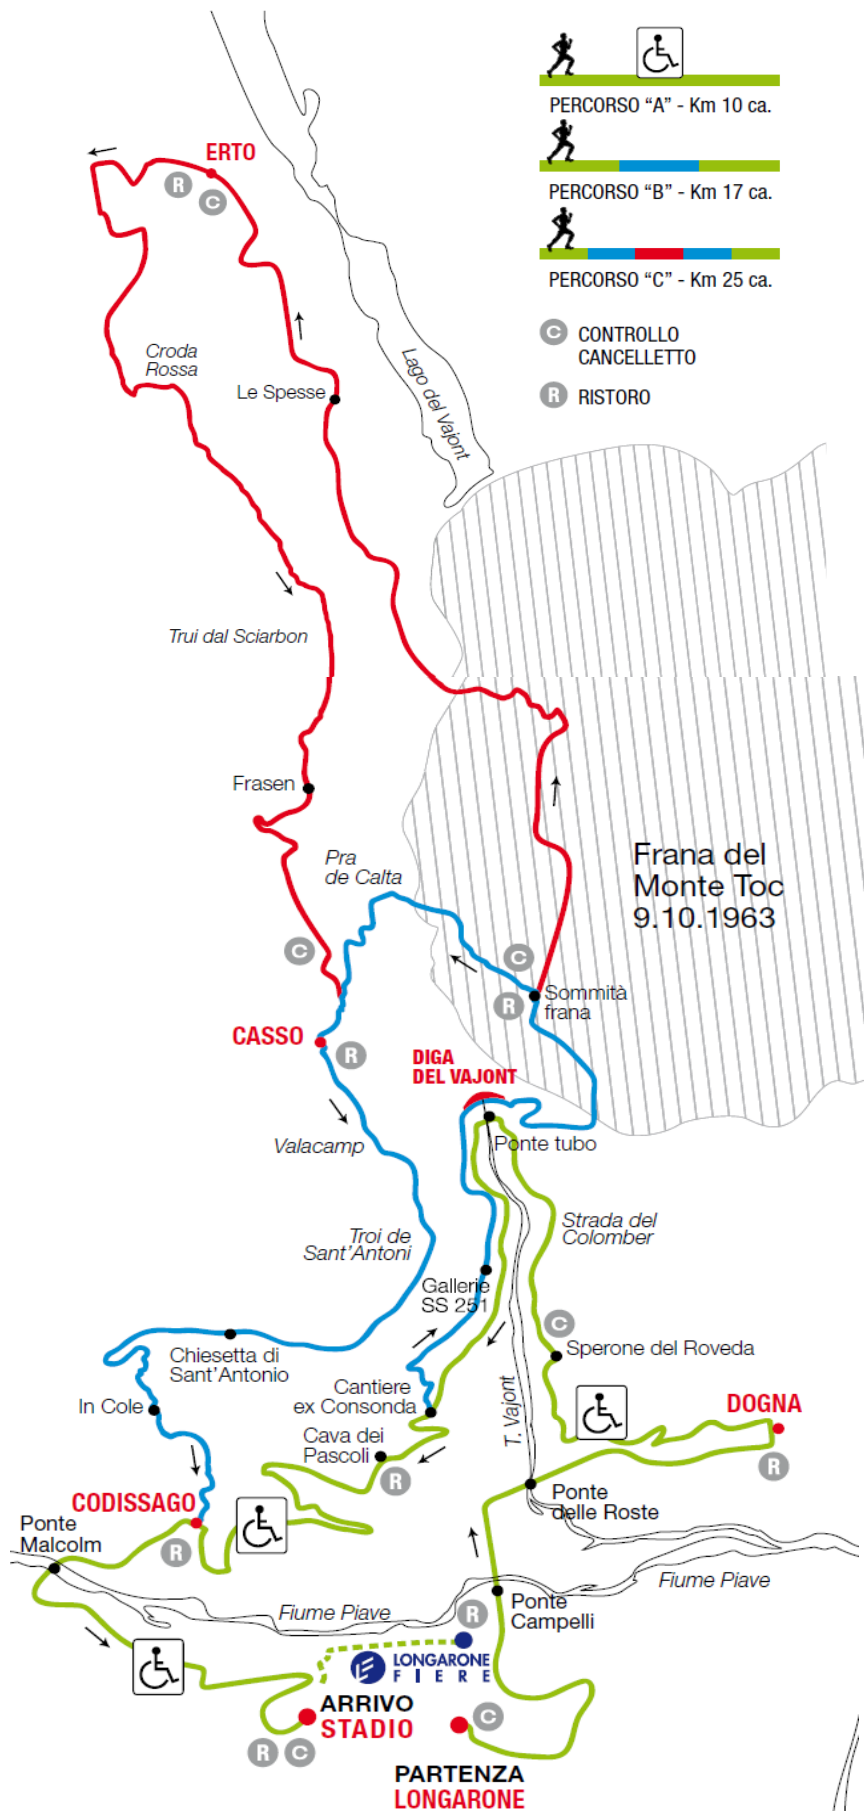 PERCORSO “A” - Km 10 ca.
PERCORSO “B” - Km 17 ca.
PERCORSO “C” - Km 25 ca.
C CONTROLLO
CANCELLETTO
R RISTORO
ERTO
R
C
Croda
Rossa
Le Spesse
Lago del Vajont
Trui dal Sciarbon
Frasen
Pra
de Calta
Frana del
Monte Toc
9.10.1963
C
C
R
Sommità
frana
CASSO
R
DIGA
DEL VAJONT
Ponte tubo
Valacamp
Troi de
Sant'Antoni
Strada del
Colomber
Gallerie
SS 251
C
Sperone del Roveda
Chiesetta di
Sant'Antonio
In Cole
Cantiere
ex Consonda
Cava dei
Pascoli
R
T. Vajont
DOGNA
R
Ponte
delle Roste
CODISSAGO
R
Ponte
Malcolm
Fiume Piave
Fiume Piave
Ponte
Campelli
R
LONGARONE
FIERE
ARRIVO
STADIO
R
C
C
PARTENZA
LONGARONE